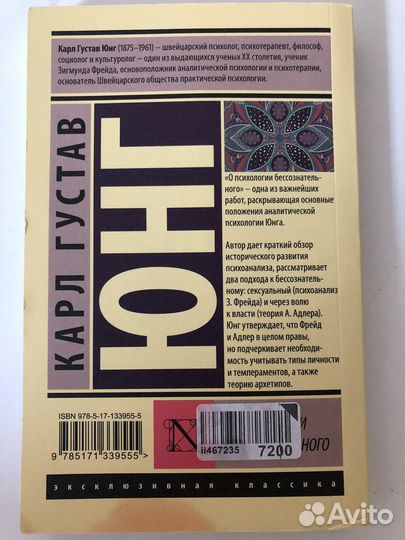 Карл Густав Юнг (1875–1961) – швейцарский психолог, психотерапевт, философ,
социолог и культуролог – один из выдающихся ученых XX столетия, ученик
Зигмунда Фрейда, основоположник аналитической психологии и психотерапии,
основатель Швейцарского общества практической психологии.
КАРЛ ГУСТАВ
ЮНГ
«О психологии бессознатель-
ного» – одна из важнейших
работ, раскрывающая основные
положения аналитической
психологии Юнга.
Автор дает краткий обзор
исторического развития
психоанализа, рассматривает
два подхода к бессознатель-
ному: сексуальный (психоанализ
З. Фрейда) и через волю
к власти (теория А. Адлера).
Юнг утверждает, что Фрейд
и Адлер в целом правы,
но подчеркивает необходи-
мость учитывать типы личности
и темпераментов, а также
теорию архетипов.
ISBN 978-5-17-133955-5
9 785171 339555 >
N
ii467235 7200
эксклюзивная классика
Avito